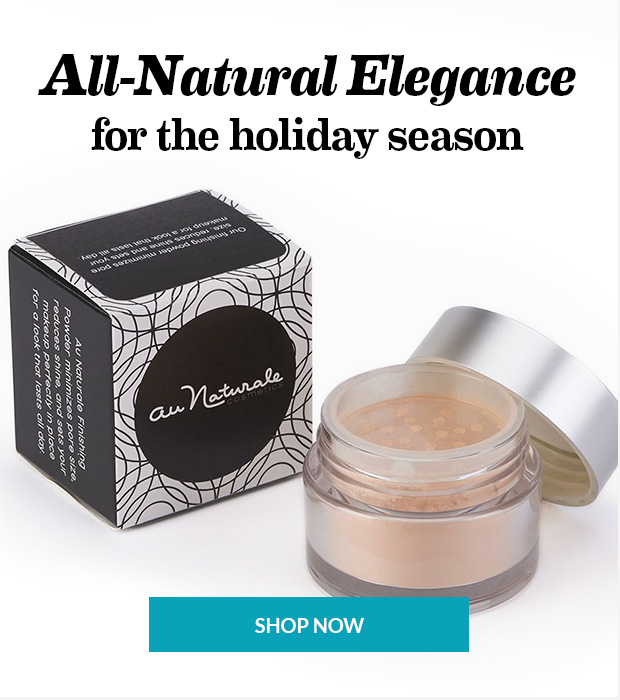 All-Natural Elegance
for the holiday season
Our finishing powder minimizes pore
size, reduces shine and sets your
makeup for a look that lasts all day.
au Naturale
cosmetics
Au Naturale Finishing
Powder minimizes pore size,
reduces shine, and sets your
makeup perfectly in place
for a look that lasts all day.
SHOP NOW